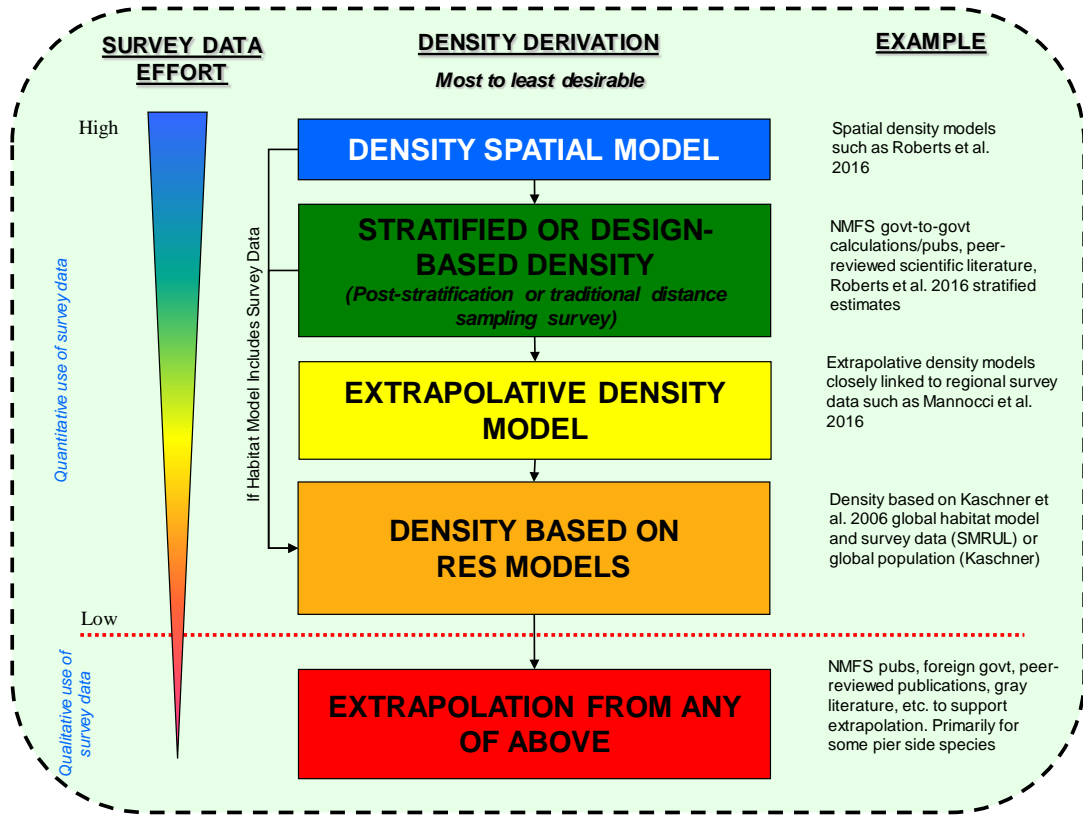 SURVEY DATA
EFFORT
DENSITY DERIVATION
Most to least desirable
EXAMPLE
High
DENSITY SPATIAL MODEL
Spatial density models
such as Roberts et al.
2016
STRATIFIED OR DESIGN-
BASED DENSITY
(Post-stratification or traditional distance
sampling survey)
NMFS govt-to-govt
calculations/pubs, peer-
reviewed scientific literature,
Roberts et al. 2016 stratified
estimates
Quantitative use of survey data
If Habitat Model Includes Survey Data
EXTRAPOLATIVE DENSITY
MODEL
Extrapolative density models
closely linked to regional survey
data such as Mannocci et al.
2016
DENSITY BASED ON
RES MODELS
Density based on Kaschner et
al. 2006 global habitat model
and survey data (SMRUL) or
global population (Kaschner)
Low
Qualitative use of
survey data
EXTRAPOLATION FROM ANY
OF ABOVE
NMFS pubs, foreign govt, peer-
reviewed publications, gray
literature, etc. to support
extrapolation. Primarily for
some pier side species